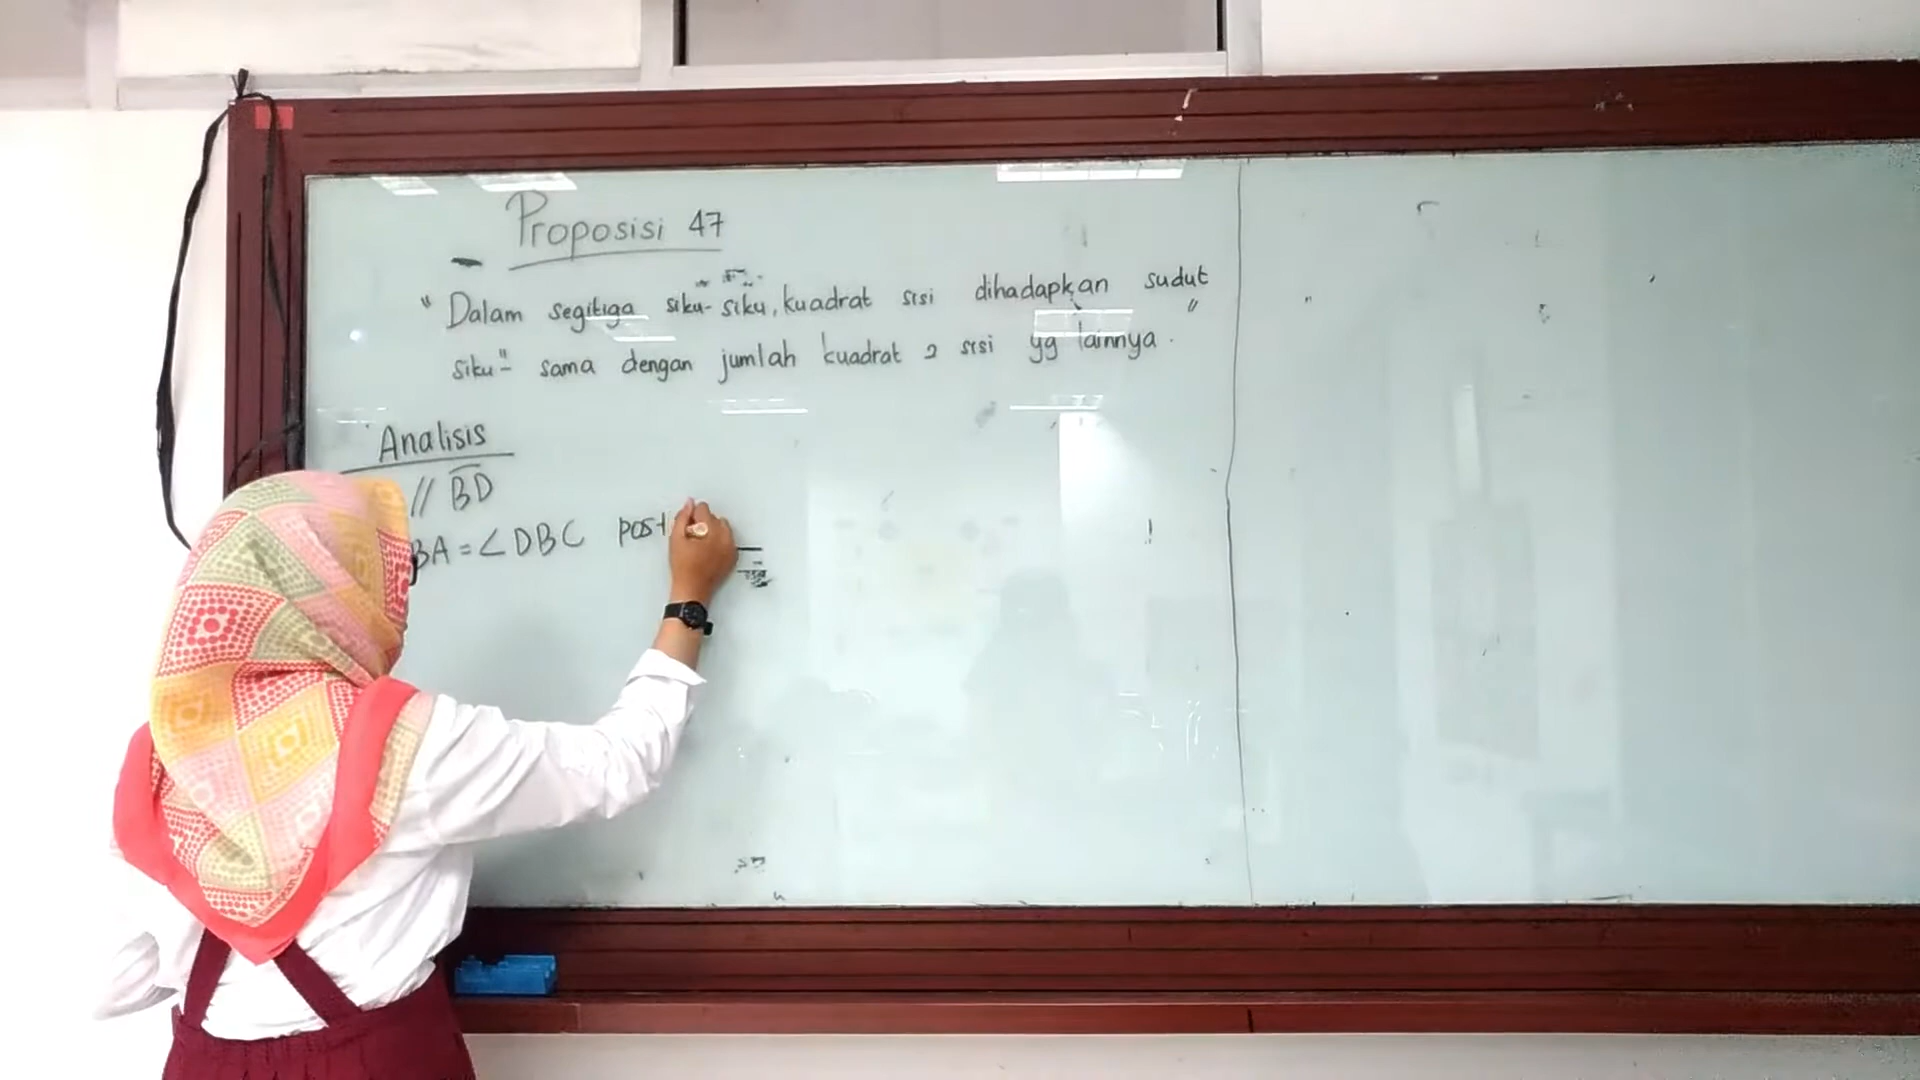 Proposisi 47
" Dalam segitiga siku-siku, kuadrat sisi dihadapkan sudut
siku"- sama dengan jumlah kuadrat 2 sisi yg lainnya. "
Analisis
// BD
BA = ∠DBC post